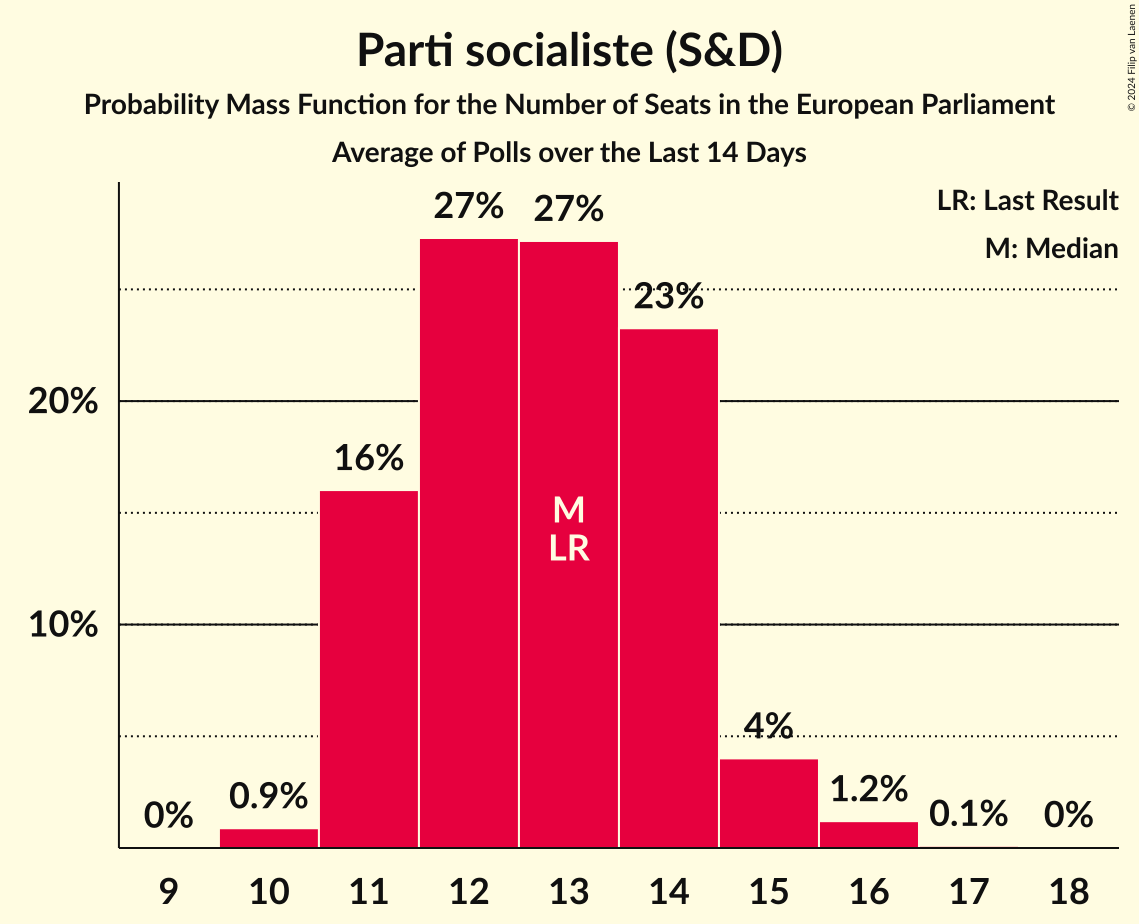 Parti socialiste (S&D)
Probability Mass Function for the Number of Seats in the European Parliament
Average of Polls over the Last 14 Days
© 2024 Filip van Laenen
LR: Last Result
M: Median
27%
27%
23%
20%
16%
M
LR
10%
4%
1.2%
0.9%
0%
0.1%
0%
9 10 11 12 13 14 15 16 17 18